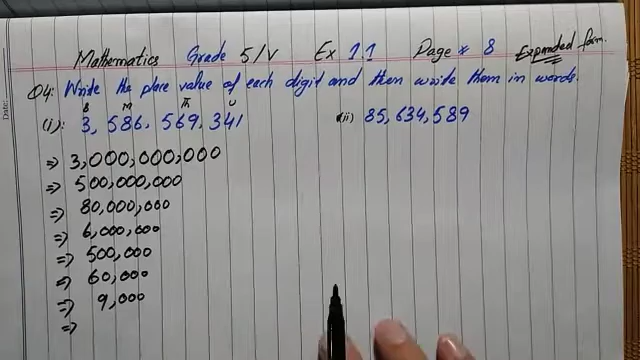 Mathematics Grade 5/V Ex 1.1 Page # 8 Expanded form.
Q4: Write the place value of each digit and then write them in words.
B M Th U
(i): 3, 586, 569, 341 (ii) 85,634,589
⇒ 3,000,000,000
⇒ 500,000,000
⇒ 80,000,000
⇒ 6,000,000
⇒ 500,000
⇒ 60,000
⇒ 9,000
⇒
Date: